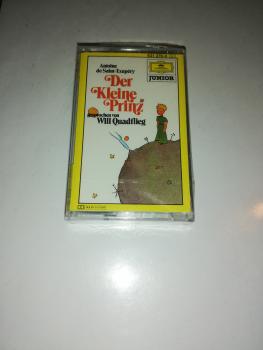 Antoine
de Saint-Exupéry
Der
Kleine
Prinz
gesprochen von
Will Quadflieg
JUNIOR